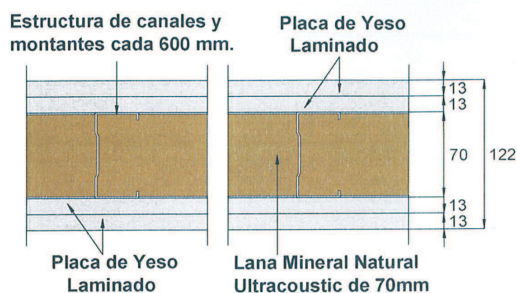 Estructura de canales y
montantes cada 600 mm.
Placa de Yeso
Laminado
13
13
70
122
13
13
Placa de Yeso
Laminado
Lana Mineral Natural
Ultracoustic de 70mm